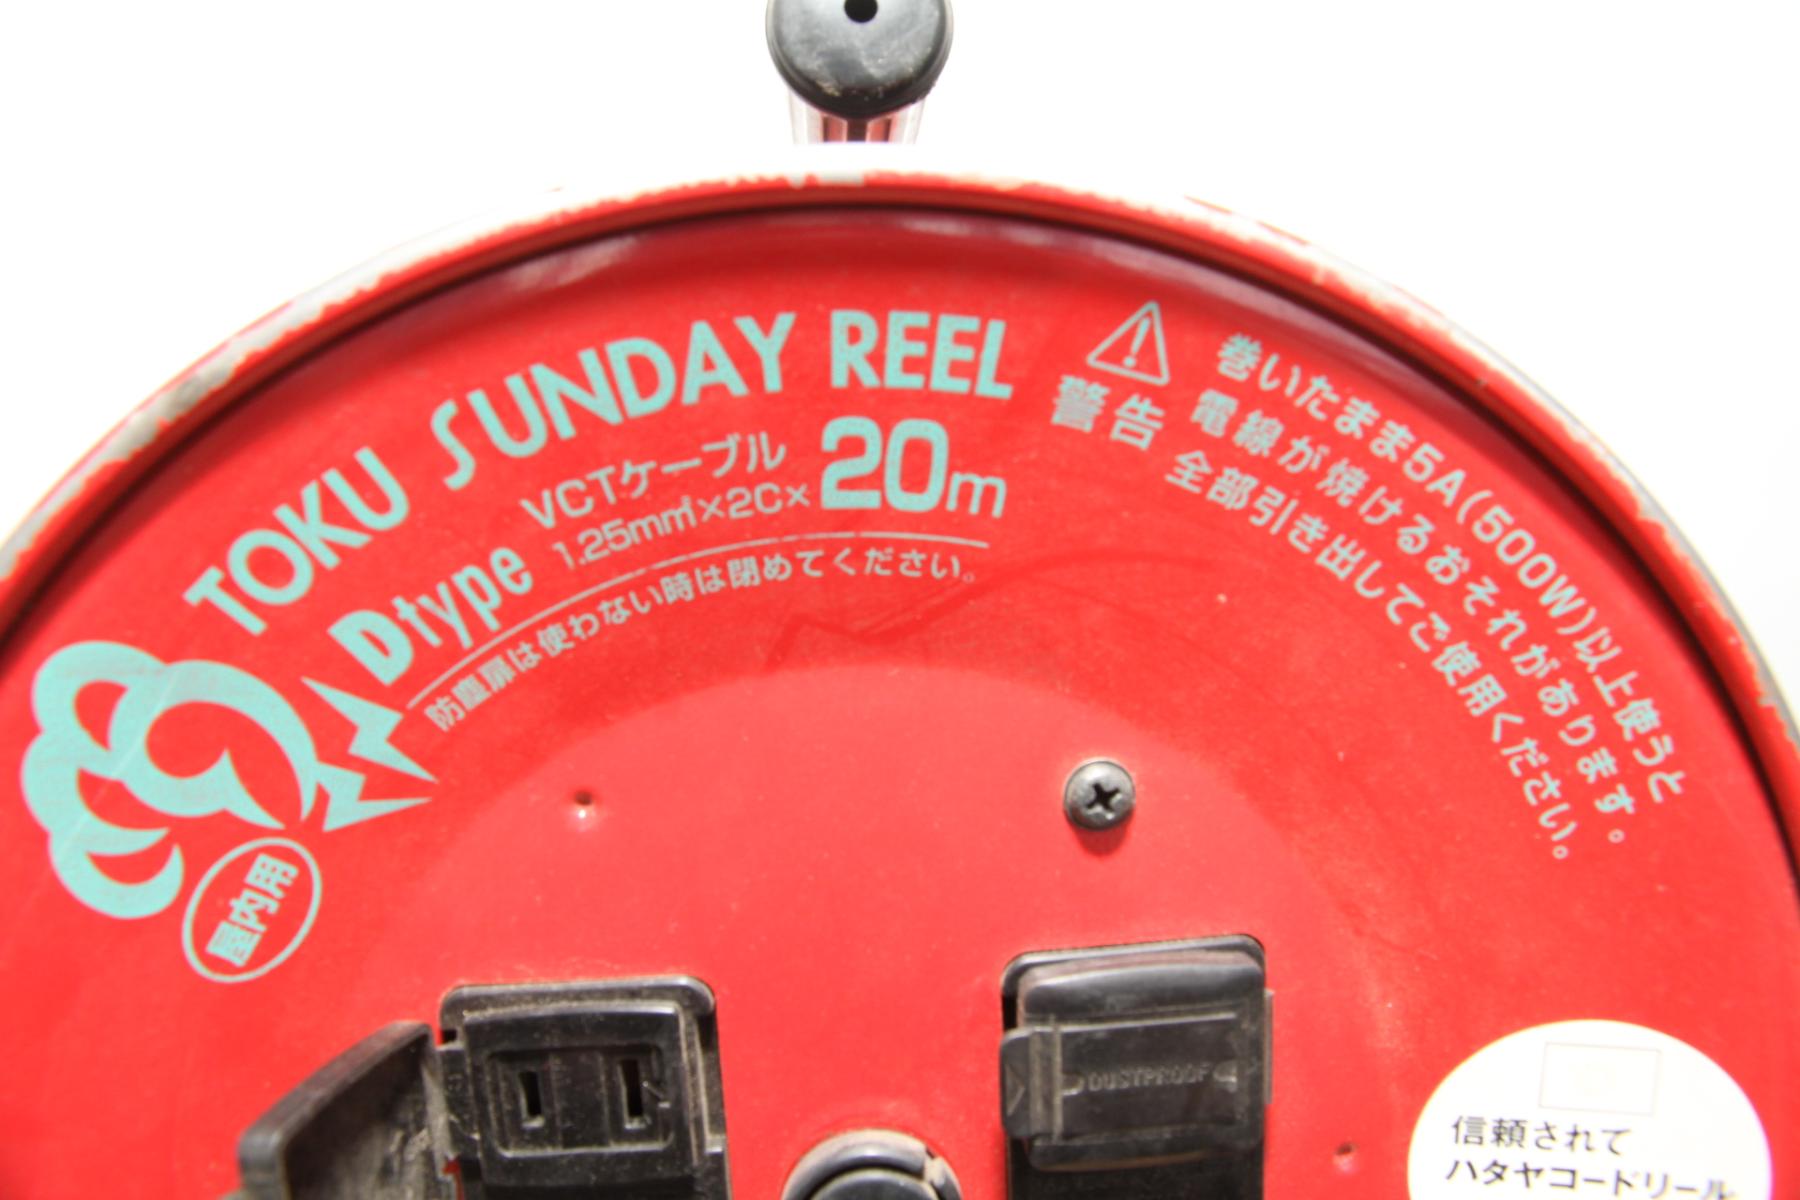 TOKU SUNDAY REEL
Dtype
VCTケーブル
1.25mm²×2C×20m
防塵扉は使わない時は閉めてください。
屋内用
警告
巻いたまま5A(500W)以上使うと
電線が焼けるおそれがあります。
全部引き出してご使用ください。
DUSTPROOF
信頼されて
ハタヤコードリール